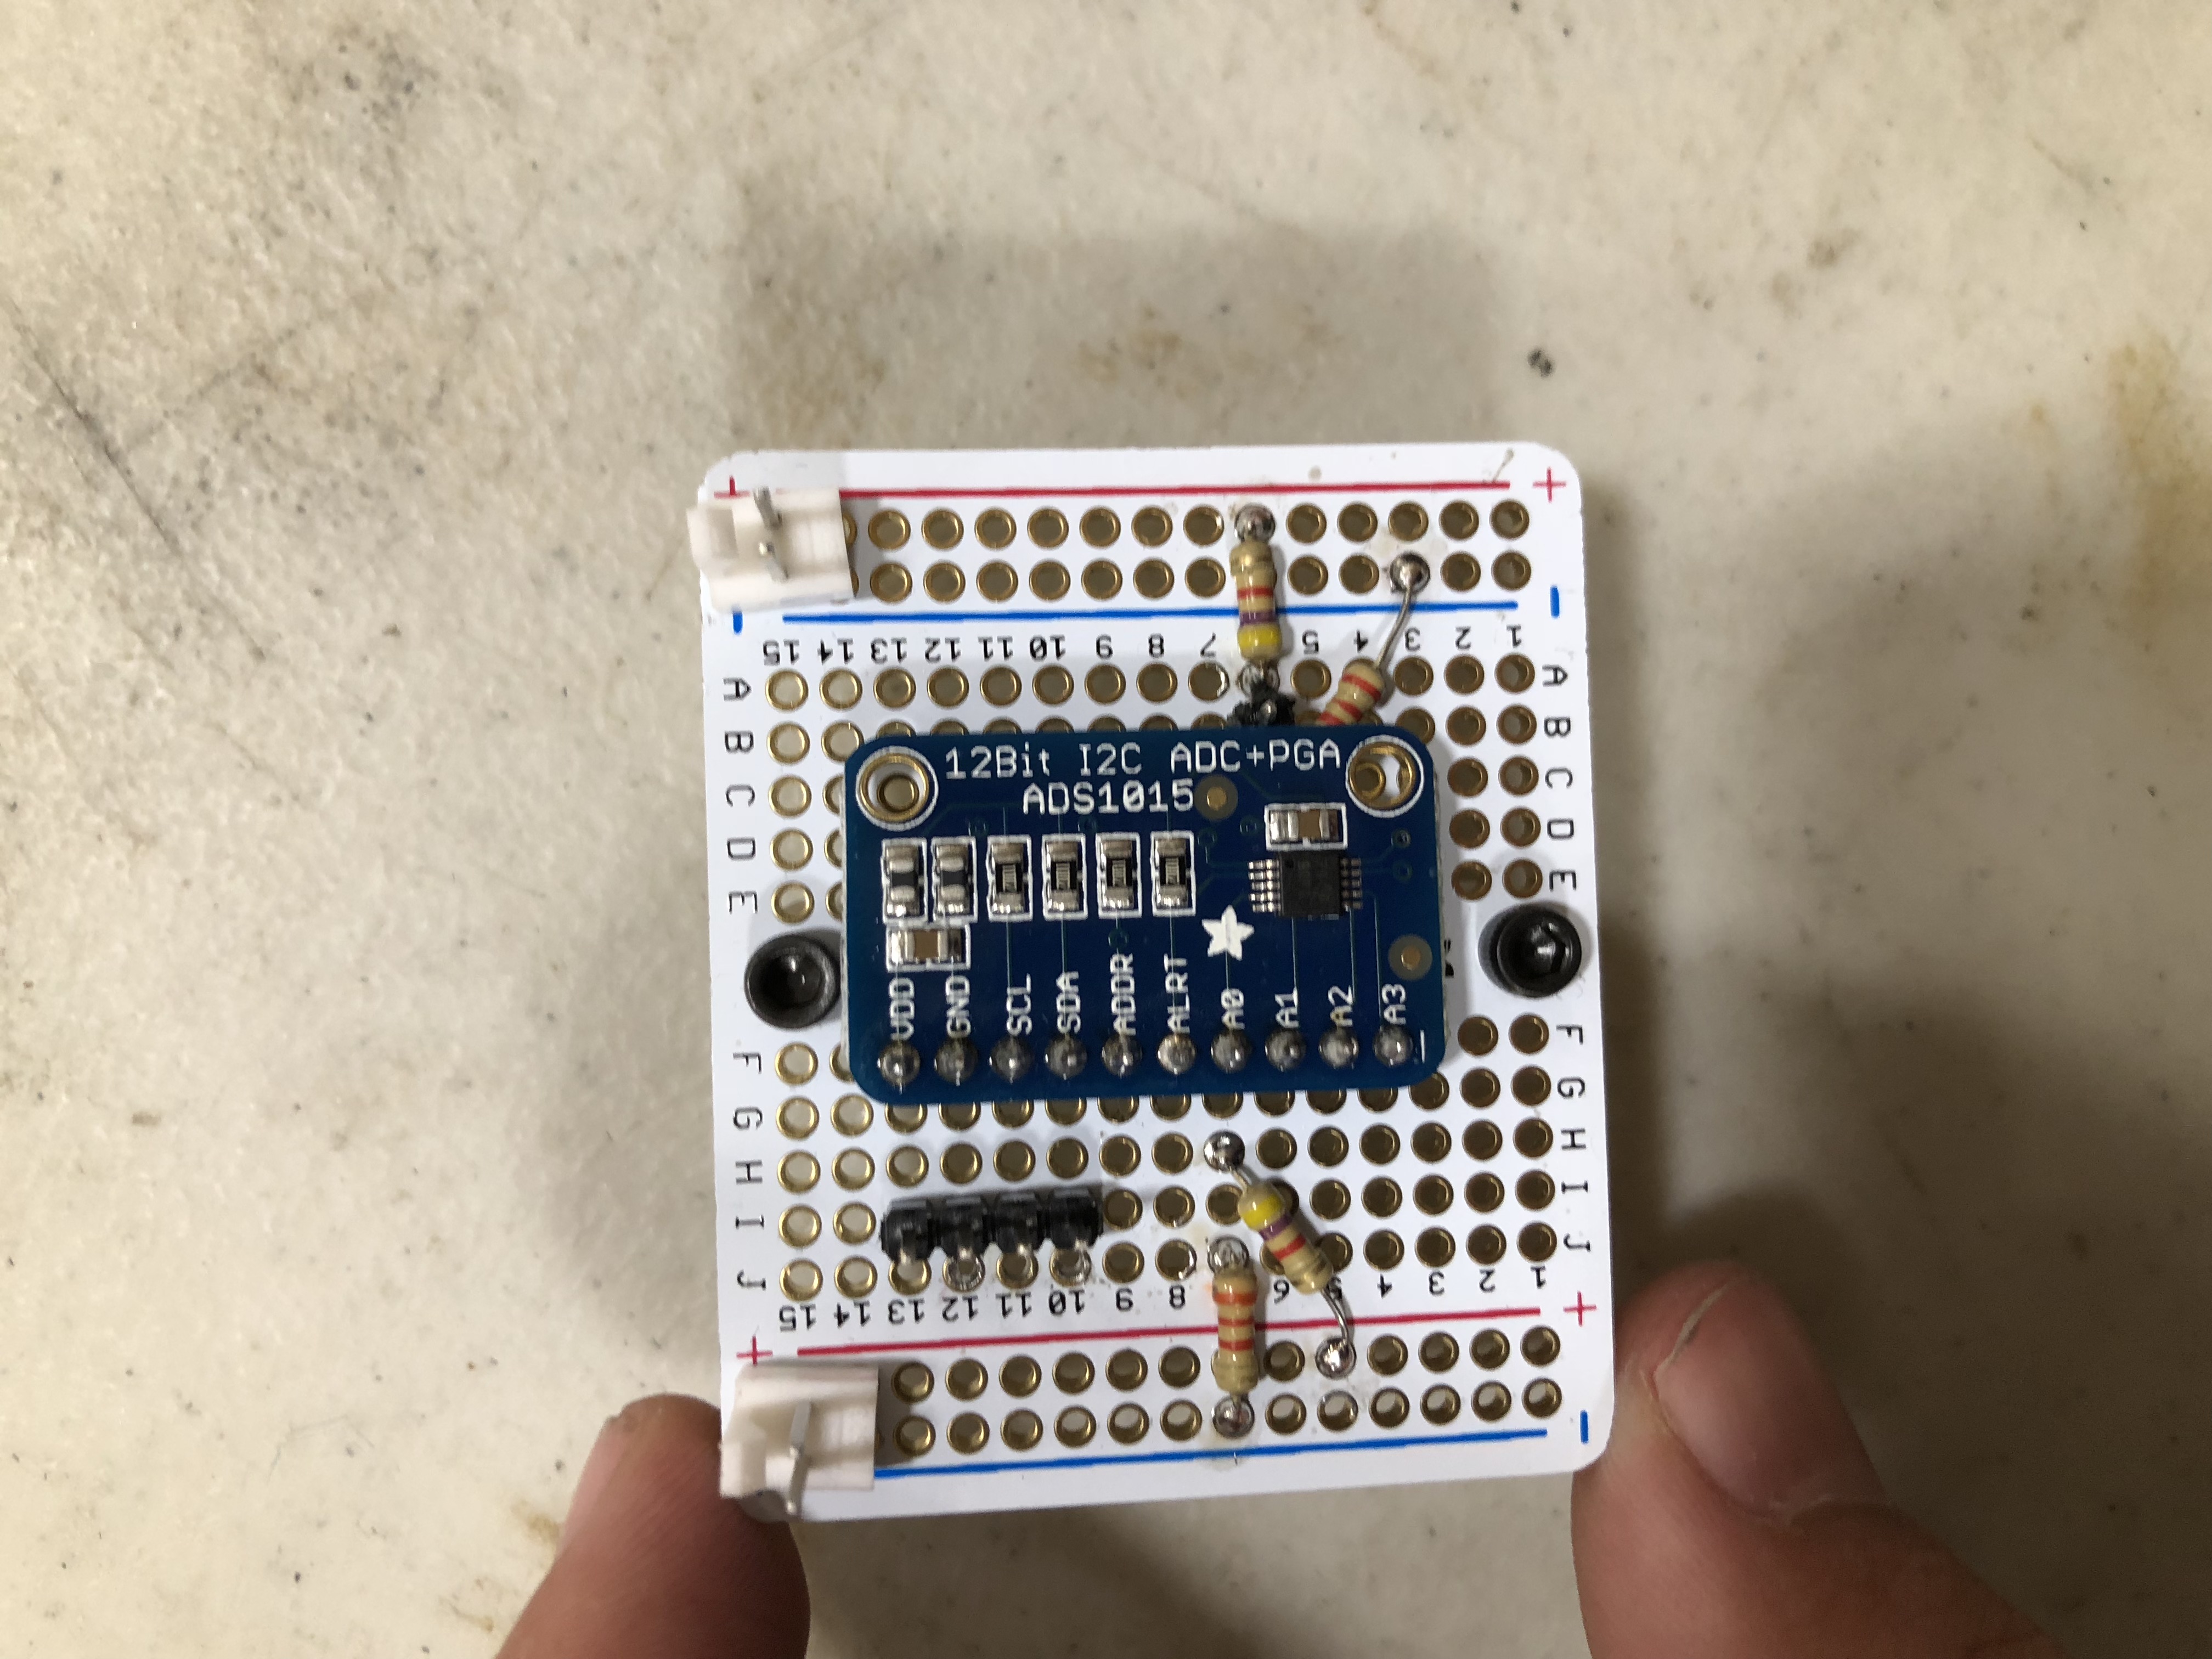 + J I H G F E D C B A - +
15 15
14 14
13 13
12 12
11 11
10 10
9 9
8 8
7
6
5 5
4 4
3 3
2 2
1 1
- + J I H G F E D C B A - +
VDD
GND
SCL
SDA
ADDR
ALRT
A0
A1
A2
A3
12Bit I2C ADC+PGA
ADS1015